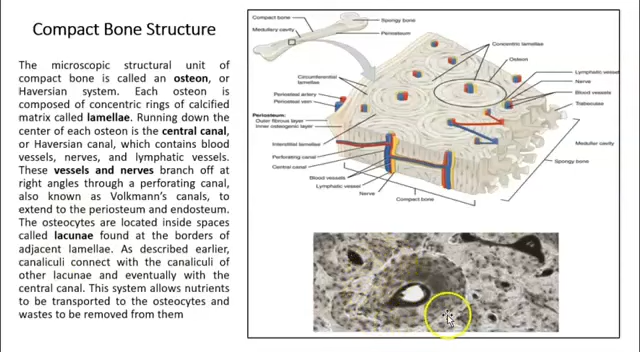 Compact Bone Structure
The microscopic structural unit of
compact bone is called an osteon, or
Haversian system. Each osteon is
composed of concentric rings of calcified
matrix called lamellae. Running down the
center of each osteon is the central canal,
or Haversian canal, which contains blood
vessels, nerves, and lymphatic vessels.
These vessels and nerves branch off at
right angles through a perforating canal,
also known as Volkmann's canals, to
extend to the periosteum and endosteum.
The osteocytes are located inside spaces
called lacunae found at the borders of
adjacent lamellae. As described earlier,
canaliculi connect with the canaliculi of
other lacunae and eventually with the
central canal. This system allows nutrients
to be transported to the osteocytes and
wastes to be removed from them
Compact bone
Medullary cavity
Spongy bone
Periosteum
Concentric lamellae
Osteon
Circumferential
lamellae
Periosteal artery
Periosteal vein
Periosteum:
Outer fibrous layer
Inner osteogenic layer
Interstitial lamellae
Perforating canal
Central canal
Blood vessels
Lymphatic vessel
Nerve
Compact bone
Lymphatic vessel
Nerve
Blood vessels
Trabeculae
Medullary cavity
Spongy bone